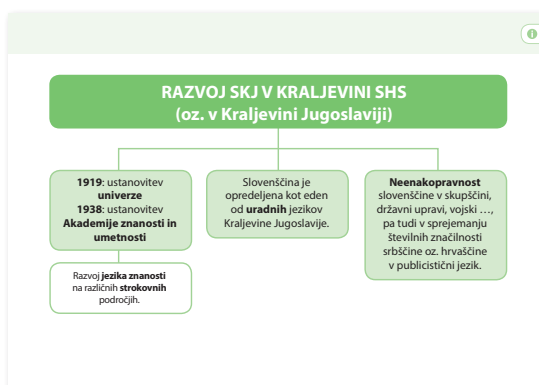 RAZVOJ SKJ V KRALJEVINI SHS
(oz. v Kraljevini Jugoslaviji)
1919: ustanovitev
univerze
1938: ustanovitev
Akademije znanosti in
umetnosti
Razvoj jezika znanosti
na različnih strokovnih
področjih.
Slovenščina je
opredeljena kot eden
od uradnih jezikov
Kraljevine Jugoslavije.
Neenakopravnost
slovenščine v skupščini,
državni upravi, vojski …,
pa tudi v sprejemanju
številnih značilnosti
srbščine oz. hrvaščine
v publicistični jezik.